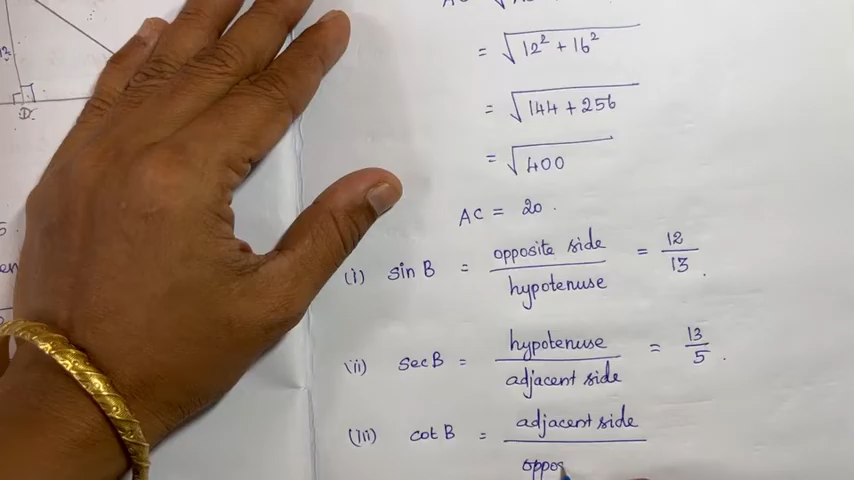 = √12² + 16²
= √144 + 256
= √400
AC = 20 .
(i) sin B = opposite side / hypotenuse = 12 / 13 .
(ii) sec B = hypotenuse / adjacent side = 13 / 5 .
(iii) cot B = adjacent side / oppos
D